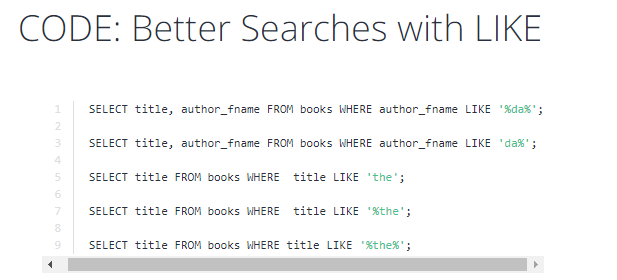 CODE: Better Searches with LIKE
1 SELECT title, author_fname FROM books WHERE author_fname LIKE '%da%';
2
3 SELECT title, author_fname FROM books WHERE author_fname LIKE 'da%';
4
5 SELECT title FROM books WHERE  title LIKE 'the';
6
7 SELECT title FROM books WHERE  title LIKE '%the';
8
9 SELECT title FROM books WHERE title LIKE '%the%';